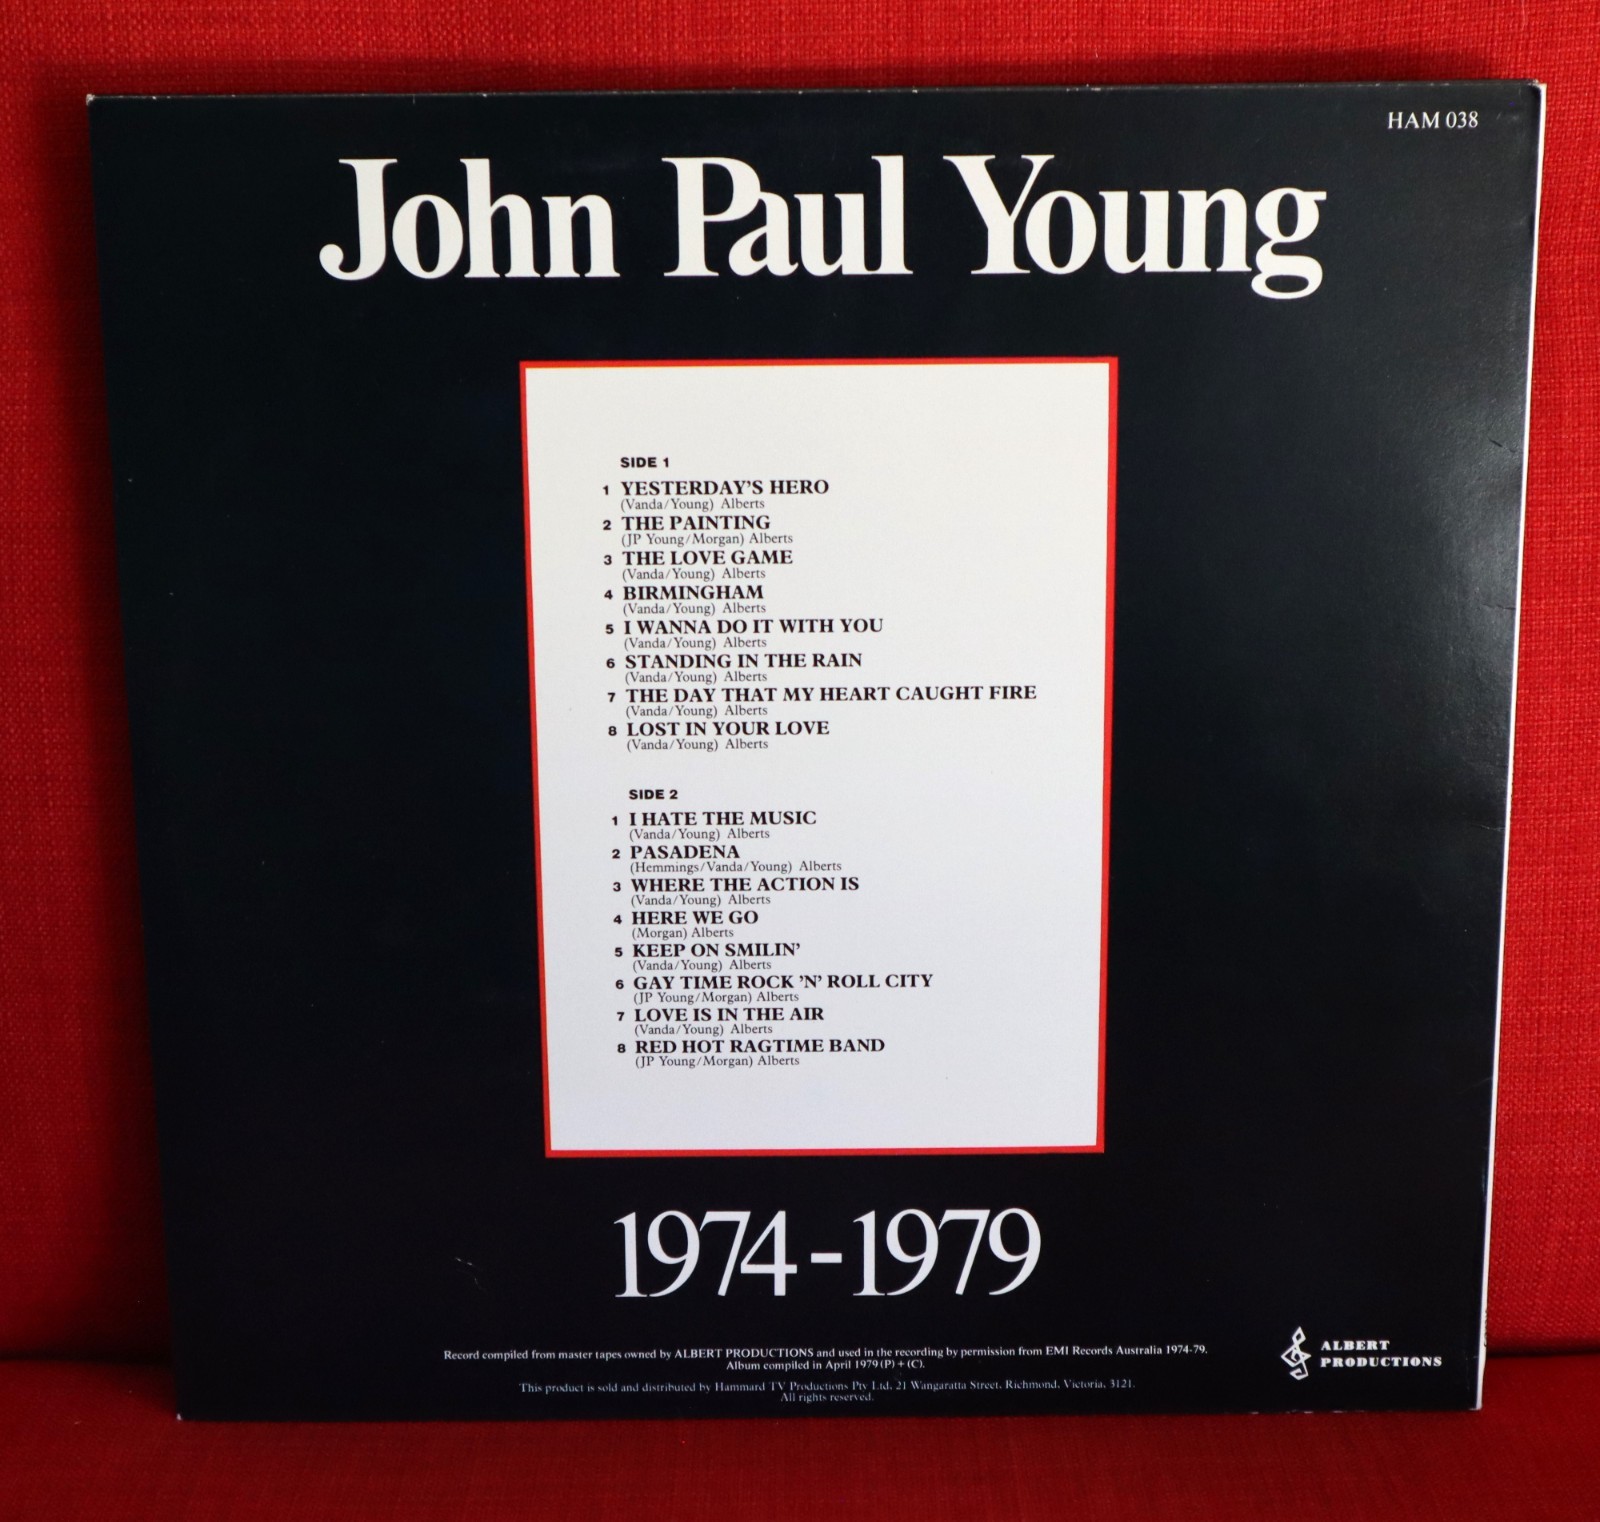 HAM 038
John Paul Young
SIDE 1
1 YESTERDAY'S HERO
(Vanda/Young) Alberts
2 THE PAINTING
(JP Young/Morgan) Alberts
3 THE LOVE GAME
(Vanda/Young) Alberts
4 BIRMINGHAM
(Vanda/Young) Alberts
5 I WANNA DO IT WITH YOU
(Vanda/Young) Alberts
6 STANDING IN THE RAIN
(Vanda/Young) Alberts
7 THE DAY THAT MY HEART CAUGHT FIRE
(Vanda/Young) Alberts
8 LOST IN YOUR LOVE
(Vanda/Young) Alberts
SIDE 2
1 I HATE THE MUSIC
(Vanda/Young) Alberts
2 PASADENA
(Hemmings/Vanda/Young) Alberts
3 WHERE THE ACTION IS
(Vanda/Young) Alberts
4 HERE WE GO
(Morgan) Alberts
5 KEEP ON SMILIN'
(Vanda/Young) Alberts
6 GAY TIME ROCK 'N' ROLL CITY
(JP Young/Morgan) Alberts
7 LOVE IS IN THE AIR
(Vanda/Young) Alberts
8 RED HOT RAGTIME BAND
(JP Young/Morgan) Alberts
1974-1979
Record compiled from master tapes owned by ALBERT PRODUCTIONS and used in the recording by permission from EMI Records Australia 1974-79.
Album compiled in April 1979 (P) + (C).
This product is sold and distributed by Hammard TV Productions Pty Ltd, 21 Wangaratta Street, Richmond, Victoria, 3121.
All rights reserved.
ALBERT
PRODUCTIONS